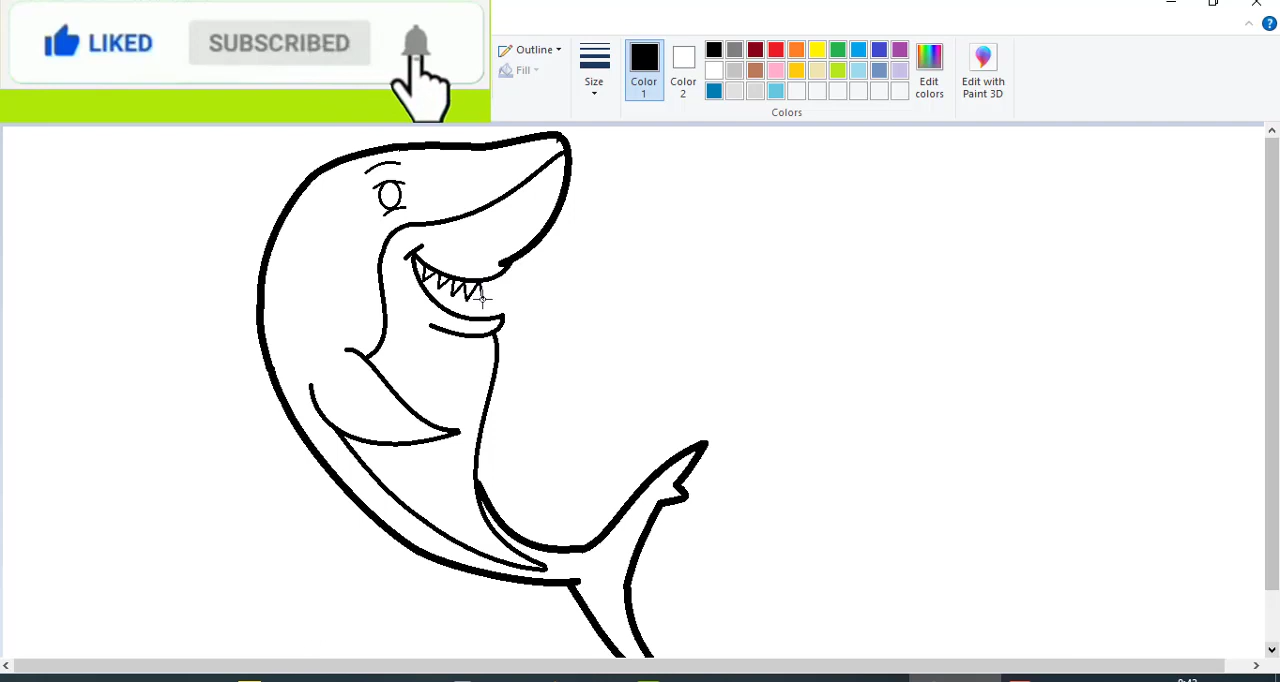 LIKED SUBSCRIBED
Outline
Fill
Size
Color
1
Color
2
Edit
colors
Edit with
Paint 3D
Colors